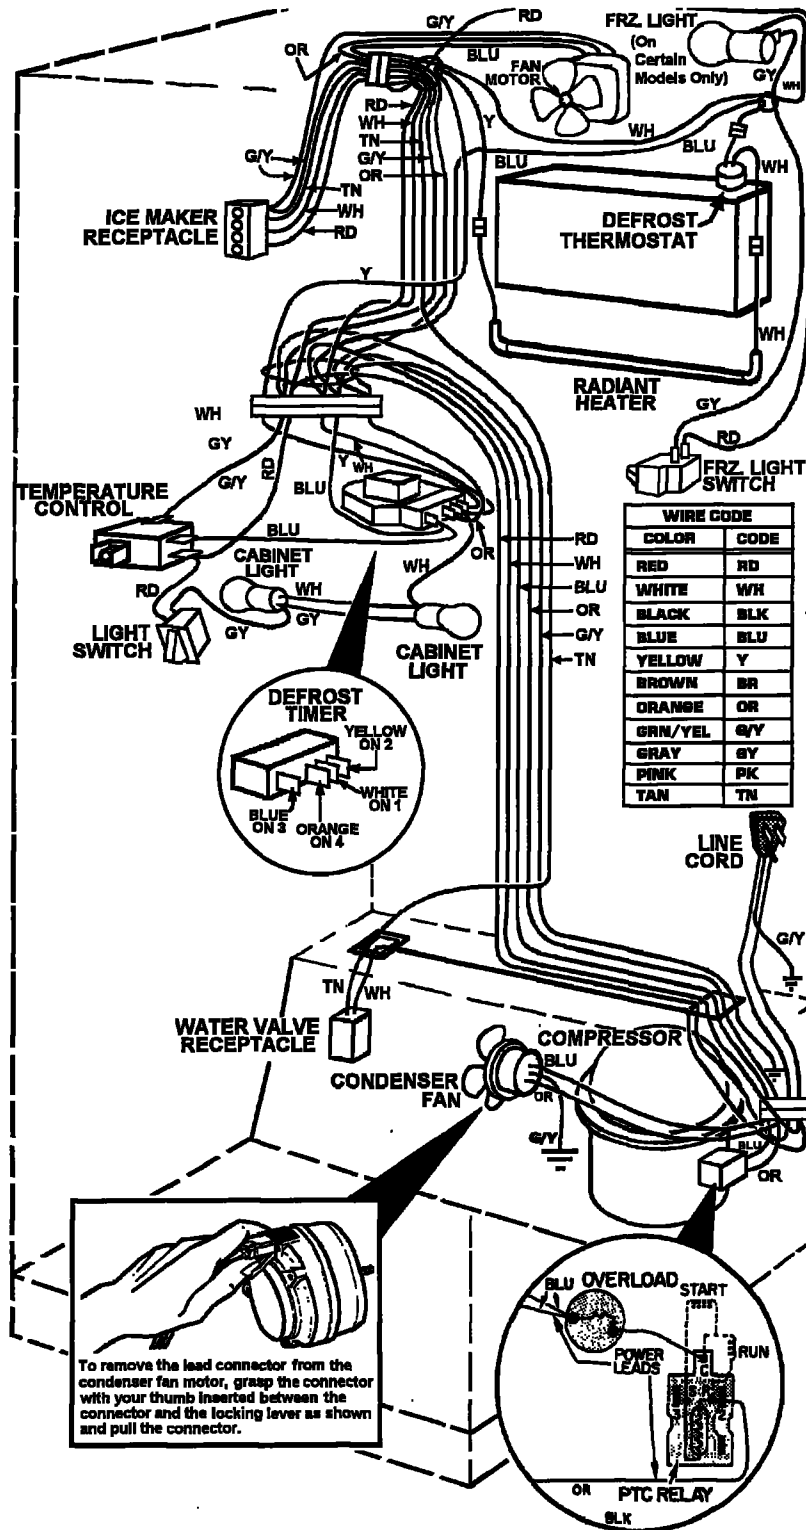 G/Y
RD
FRZ. LIGHT
(On
Certain
Models Only)
OR
BLU
FAN
MOTOR
GY
WH
RD
WH
TN
G/Y
OR
Y
WH
BLU
BLU
WH
G/Y
TN
WH
RD
ICE MAKER
RECEPTACLE
DEFROST
THERMOSTAT
Y
WH
RADIANT
HEATER
WH
GY
GY
RD
G/Y
RD
Y
WH
BLU
FRZ. LIGHT
SWITCH
TEMPERATURE
CONTROL
BLU
OR
WH
CABINET
LIGHT
RD
WH
GY
GY
LIGHT
SWITCH
CABINET
LIGHT
RD
WH
BLU
OR
G/Y
TN
WIRE CODE
COLOR CODE
RED RD
WHITE WH
BLACK BLK
BLUE BLU
YELLOW Y
BROWN BR
ORANGE OR
GRN/YEL G/Y
GRAY GY
PINK PK
TAN TN
DEFROST
TIMER
YELLOW
ON 2
WHITE
ON 1
BLUE
ON 3
ORANGE
ON 4
LINE
CORD
G/Y
TN
WH
WATER VALVE
RECEPTACLE
COMPRESSOR
BLU
CONDENSER
FAN
OR
G/Y
BLU
OR
To remove the lead connector from the
condenser fan motor, grasp the connector
with your thumb inserted between the
connector and the locking lever as shown
and pull the connector.
BLU
OVERLOAD
START
RUN
POWER
LEADS
C
S
R
OR
PTC RELAY
BLK